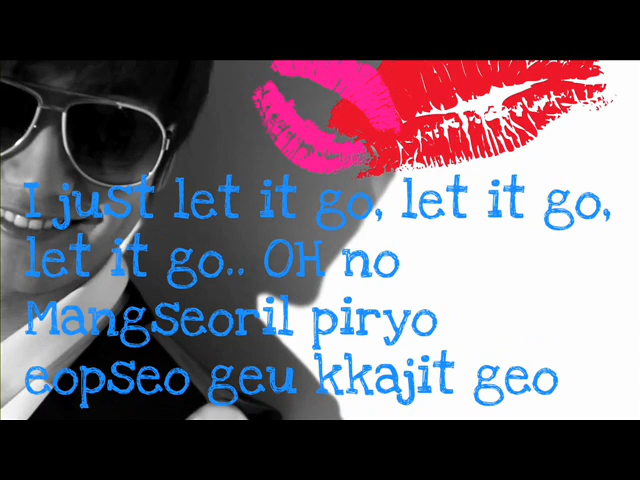 I just let it go, let it go,
let it go.. OH no
Mangseoril piryo
eopseo geu kkajit geo